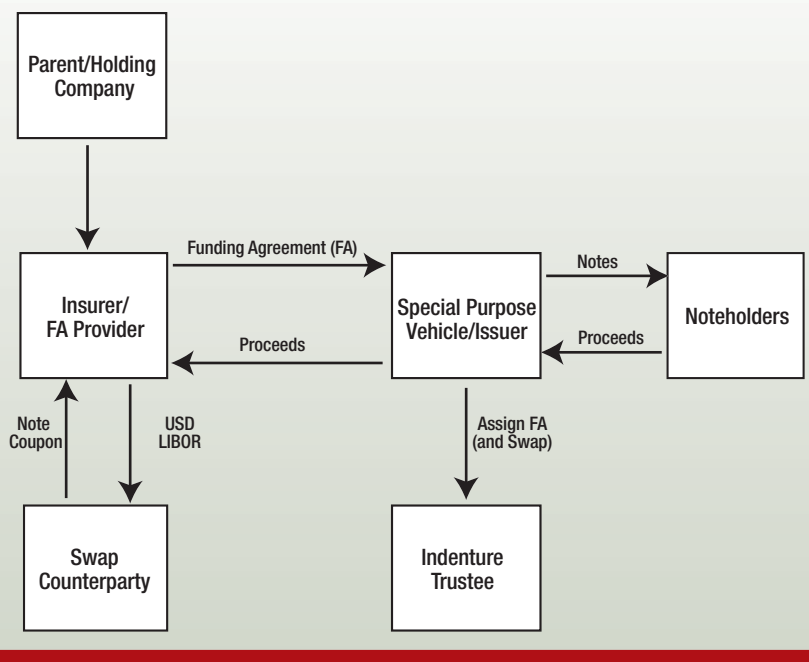 Parent/Holding
Company
Funding Agreement (FA)
Notes
Insurer/
FA Provider
Special Purpose
Vehicle/Issuer
Noteholders
Proceeds
Proceeds
Note
Coupon
USD
LIBOR
Assign FA
(and Swap)
Swap
Counterparty
Indenture
Trustee